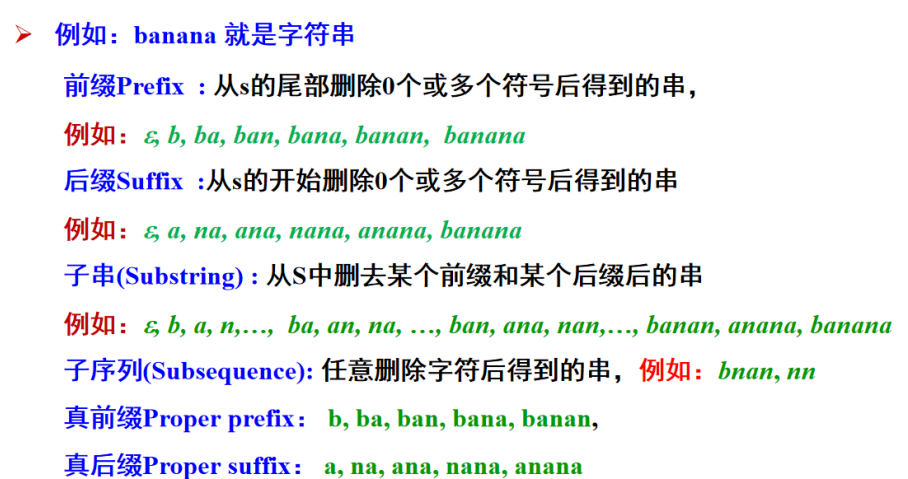 ➢ 例如：banana 就是字符串
前缀Prefix : 从s的尾部删除0个或多个符号后得到的串，
例如：ε, b, ba, ban, bana, banan, banana
后缀Suffix :从s的开始删除0个或多个符号后得到的串
例如：ε, a, na, ana, nana, anana, banana
子串(Substring) : 从S中删去某个前缀和某个后缀后的串
例如：ε, b, a, n,…, ba, an, na, …, ban, ana, nan,…, banan, anana, banana
子序列(Subsequence): 任意删除字符后得到的串，例如：bnan, nn
真前缀Proper prefix： b, ba, ban, bana, banan,
真后缀Proper suffix： a, na, ana, nana, anana